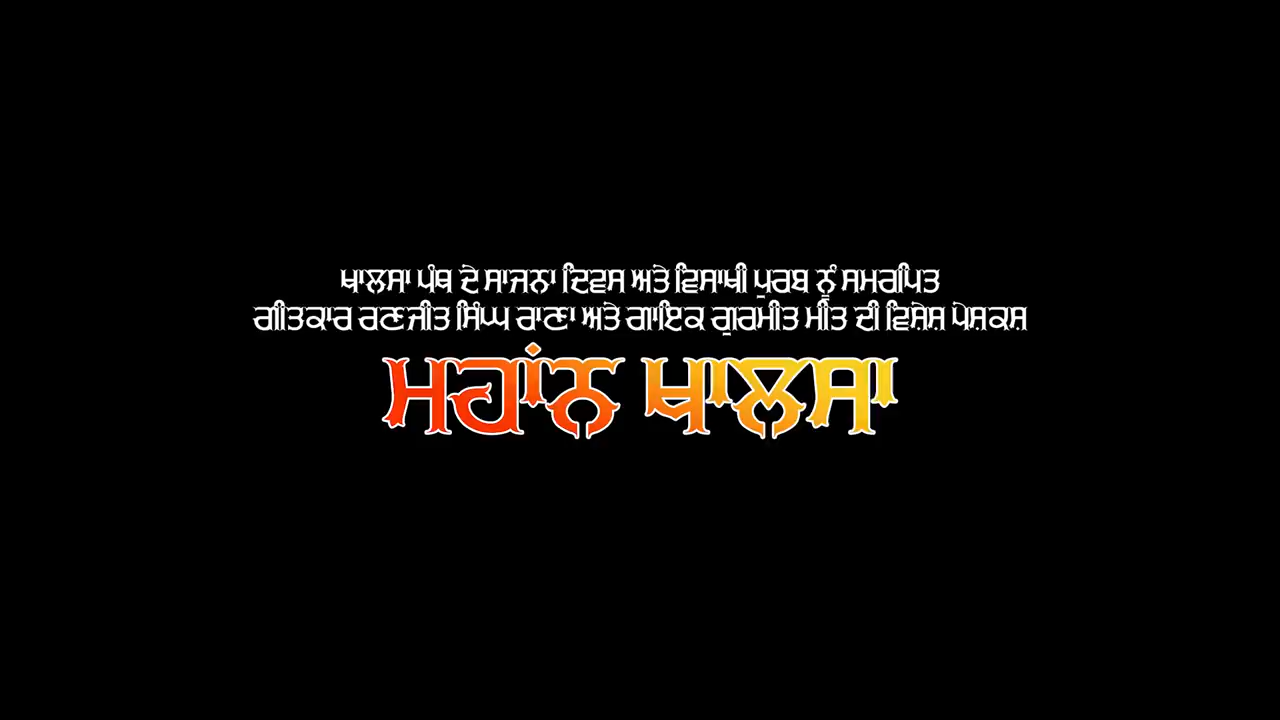 ਖਾਲਸਾ ਪੰਥ ਦੇ ਸਾਜਨਾ ਦਿਵਸ ਅਤੇ ਵਿਸਾਖੀ ਪੁਰਬ ਨੂੰ ਸਮਰਪਿਤ
ਗੀਤਕਾਰ ਰਣਜੀਤ ਸਿੰਘ ਰਾਣਾ ਅਤੇ ਗਾਇਕ ਗੁਰਮੀਤ ਮੀਤ ਦੀ ਵਿਸ਼ੇਸ਼ ਪੇਸ਼ਕਸ਼
ਮਹਾਂਨ ਖਾਲਸਾ